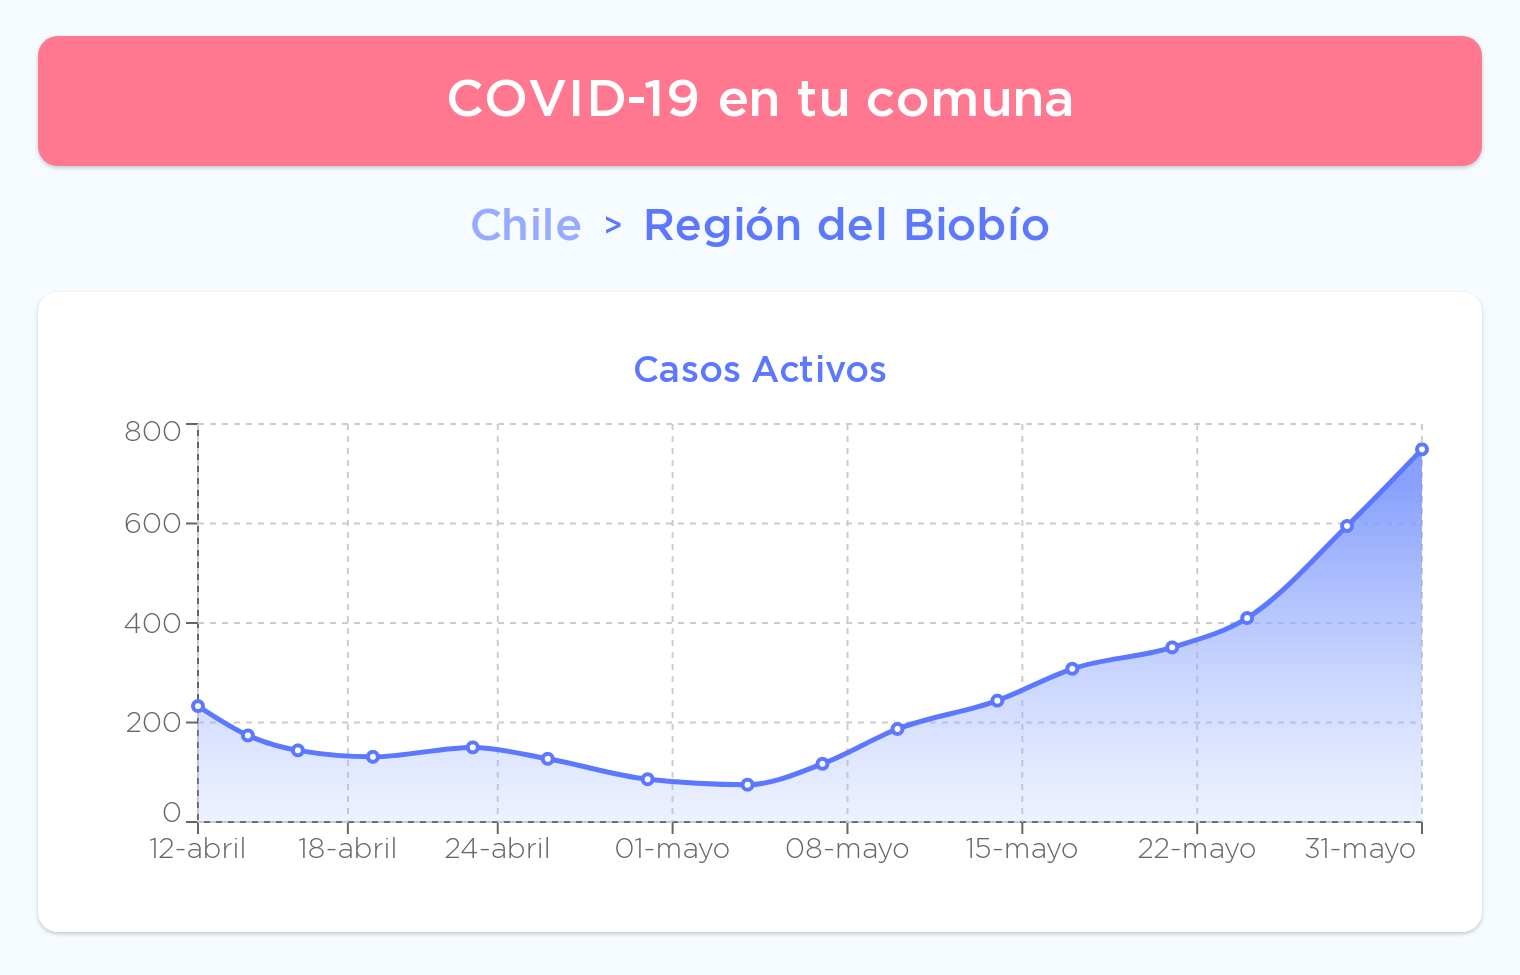 COVID-19 en tu comuna
Chile > Región del Biobío
Casos Activos
800
600
400
200
0
12-abril 18-abril 24-abril 01-mayo 08-mayo 15-mayo 22-mayo 31-mayo